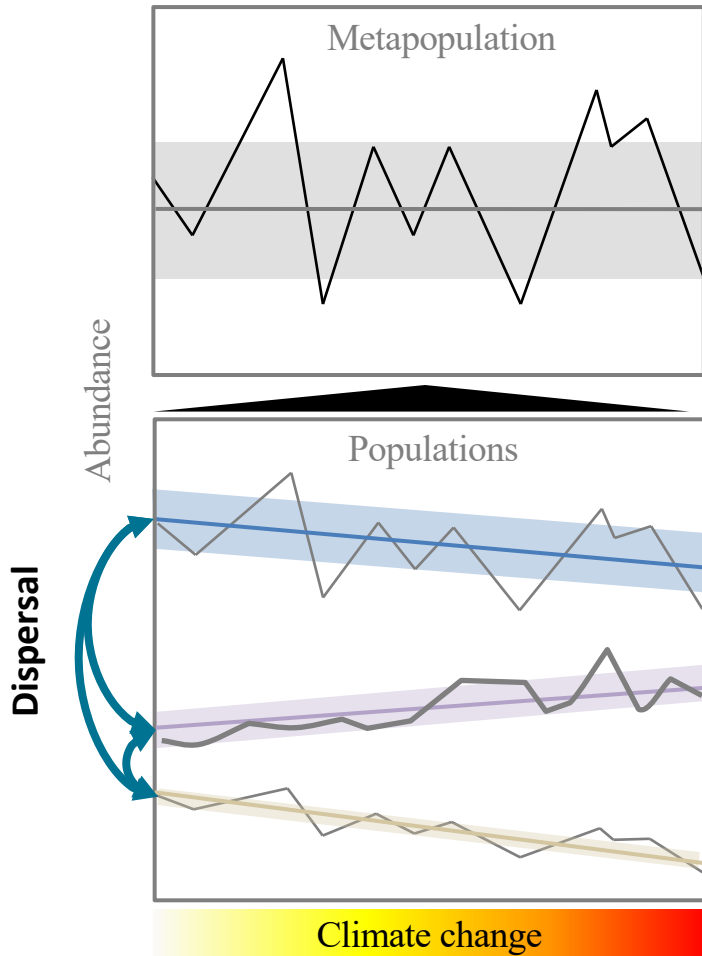 Metapopulation
Abundance
Populations
Dispersal
Climate change